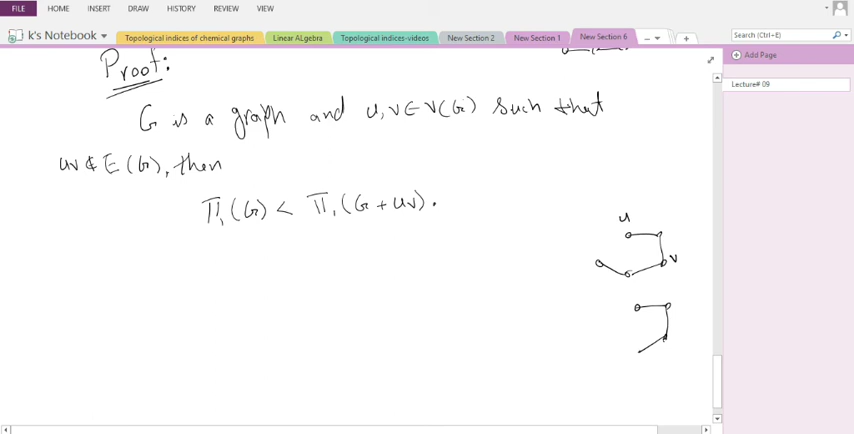 FILE HOME INSERT DRAW HISTORY REVIEW VIEW
k's Notebook Topological indices of chemical graphs Linear ALgebra Topological indices-videos New Section 2 New Section 1 New Section 6 Search (Ctrl+E)
Add Page
Lecture# 09
Proof:
G is a graph and u,v ∈ V(G) such that
uv ∉ E(G), then
Π₁(G) < Π₁(G + uv).
u
v